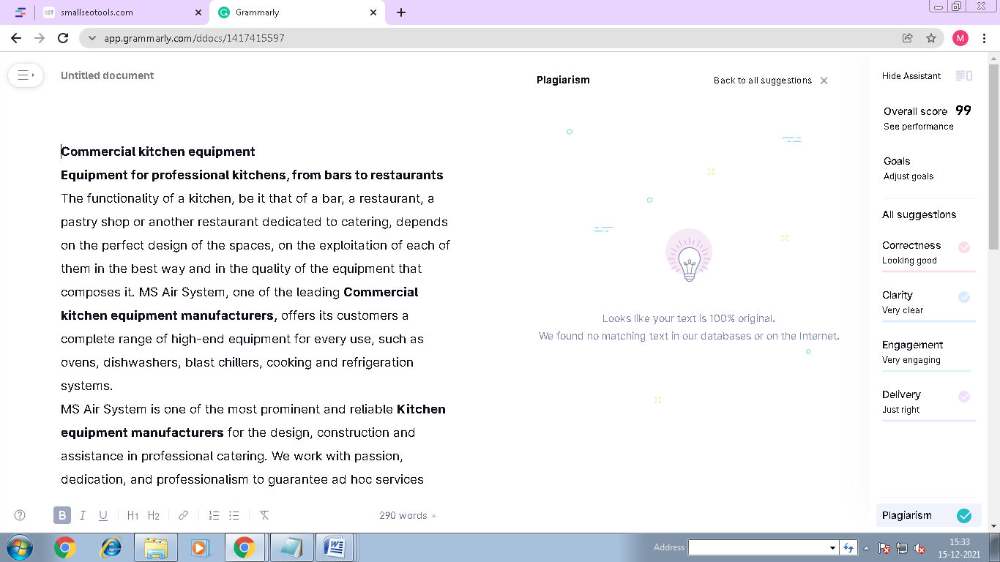 SST smallseotools.com
Grammarly
app.grammarly.com/ddocs/1417415597
M
Untitled document
Commercial kitchen equipment
Equipment for professional kitchens, from bars to restaurants
The functionality of a kitchen, be it that of a bar, a restaurant, a
pastry shop or another restaurant dedicated to catering, depends
on the perfect design of the spaces, on the exploitation of each of
them in the best way and in the quality of the equipment that
composes it. MS Air System, one of the leading Commercial
kitchen equipment manufacturers, offers its customers a
complete range of high-end equipment for every use, such as
ovens, dishwashers, blast chillers, cooking and refrigeration
systems.
MS Air System is one of the most prominent and reliable Kitchen
equipment manufacturers for the design, construction and
assistance in professional catering. We work with passion,
dedication, and professionalism to guarantee ad hoc services
B I U H1 H2
290 words
Plagiarism
Back to all suggestions
Looks like your text is 100% original.
We found no matching text in our databases or on the Internet.
Hide Assistant
Overall score 99
See performance
Goals
Adjust goals
All suggestions
Correctness
Looking good
Clarity
Very clear
Engagement
Very engaging
Delivery
Just right
Plagiarism
Address
15:33
15-12-2021